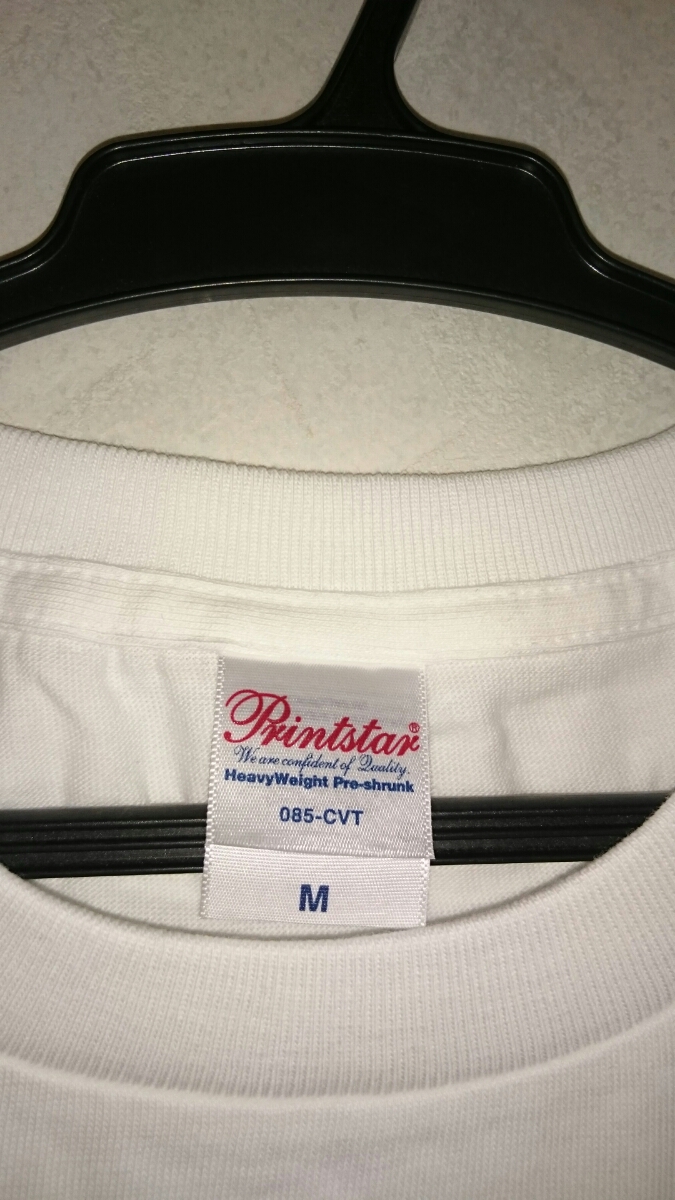 Printstar®
We are confident of Quality.
HeavyWeight Pre-shrunk
085-CVT
M